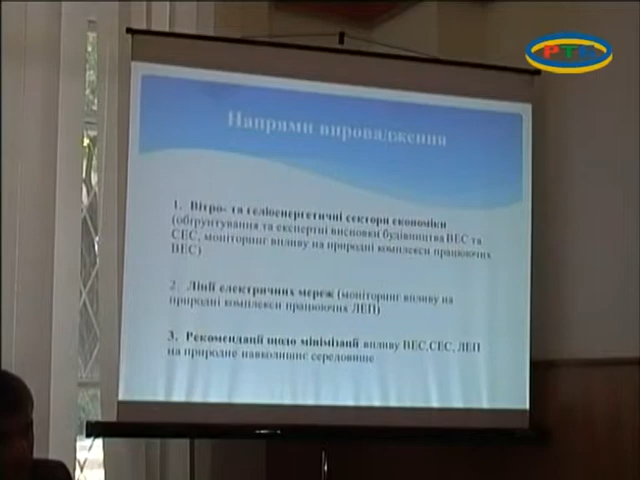 РТМ
Напрями впровадження
1. Вітро- та геліоенергетичні сектори економіки
(обґрунтування та експертні висновки будівництва ВЕС та
СЕС, моніторинг впливу на природні комплекси працюючих
ВЕС)
2. Лінії електричних мереж (моніторинг впливу на
природні комплекси працюючих ЛЕП)
3. Рекомендації щодо мінімізації впливу ВЕС,СЕС, ЛЕП
на природне навколишнє середовище